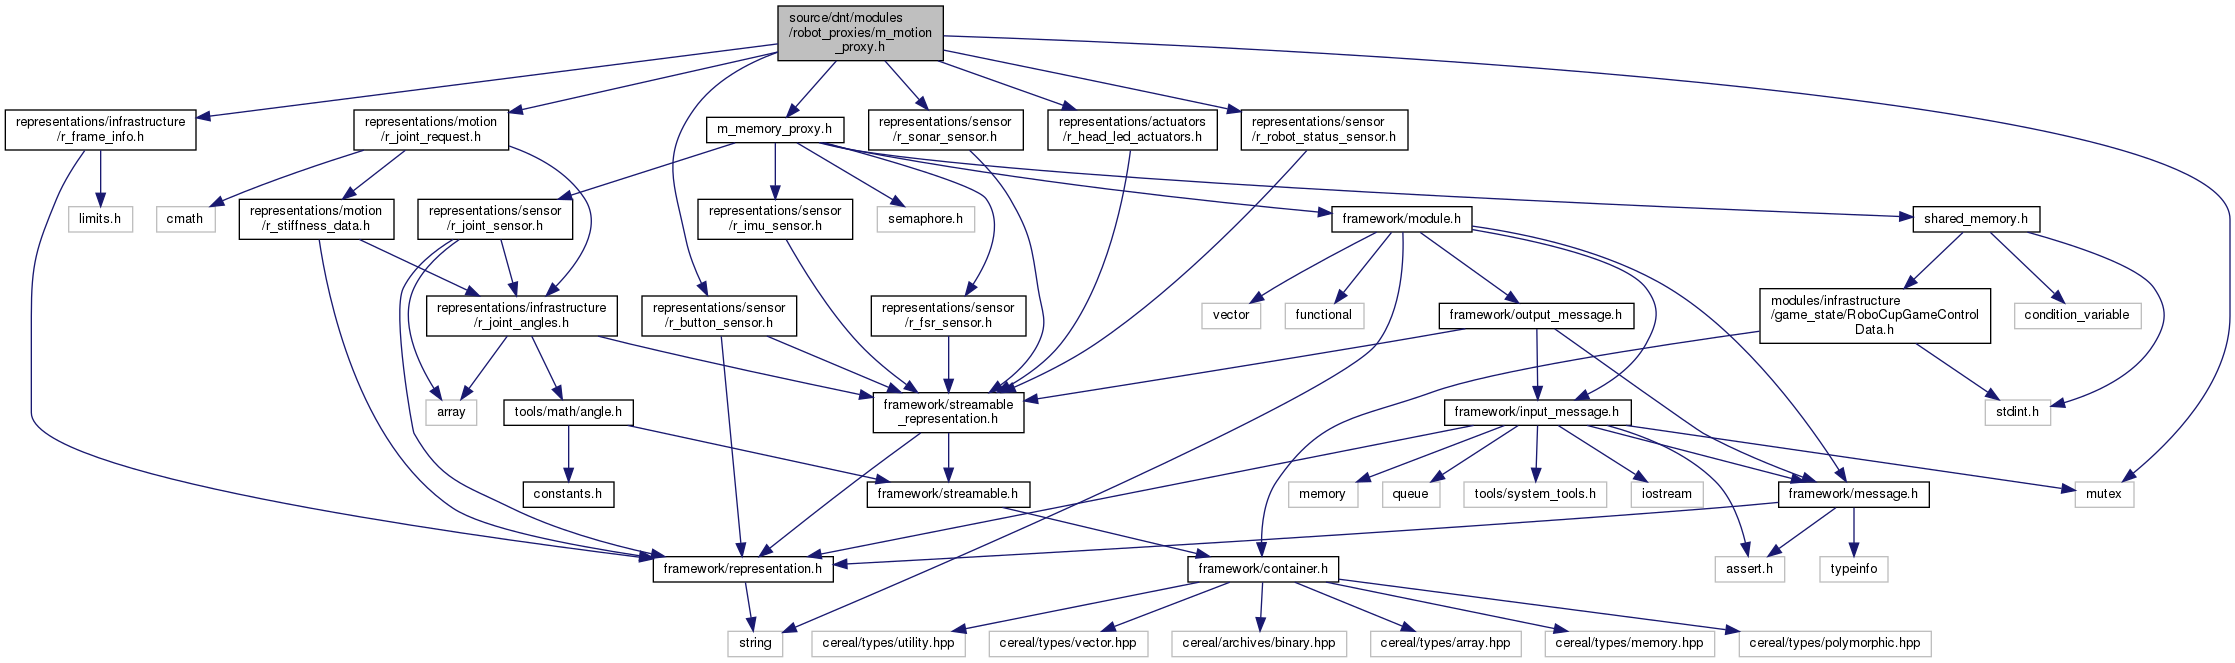 source/dnt/modules
/robot_proxies/m_motion
_proxy.h
representations/infrastructure
/r_frame_info.h
representations/motion
/r_joint_request.h
m_memory_proxy.h
representations/sensor
/r_sonar_sensor.h
representations/actuators
/r_head_led_actuators.h
representations/sensor
/r_robot_status_sensor.h
limits.h
cmath
representations/motion
/r_stiffness_data.h
representations/sensor
/r_joint_sensor.h
representations/sensor
/r_imu_sensor.h
semaphore.h
framework/module.h
shared_memory.h
representations/infrastructure
/r_joint_angles.h
representations/sensor
/r_button_sensor.h
representations/sensor
/r_fsr_sensor.h
vector
functional
framework/output_message.h
modules/infrastructure
/game_state/RoboCupGameControl
Data.h
condition_variable
array
tools/math/angle.h
framework/streamable
_representation.h
framework/input_message.h
stdint.h
constants.h
framework/streamable.h
memory
queue
tools/system_tools.h
iostream
framework/message.h
mutex
framework/representation.h
framework/container.h
assert.h
typeinfo
string
cereal/types/utility.hpp
cereal/types/vector.hpp
cereal/archives/binary.hpp
cereal/types/array.hpp
cereal/types/memory.hpp
cereal/types/polymorphic.hpp